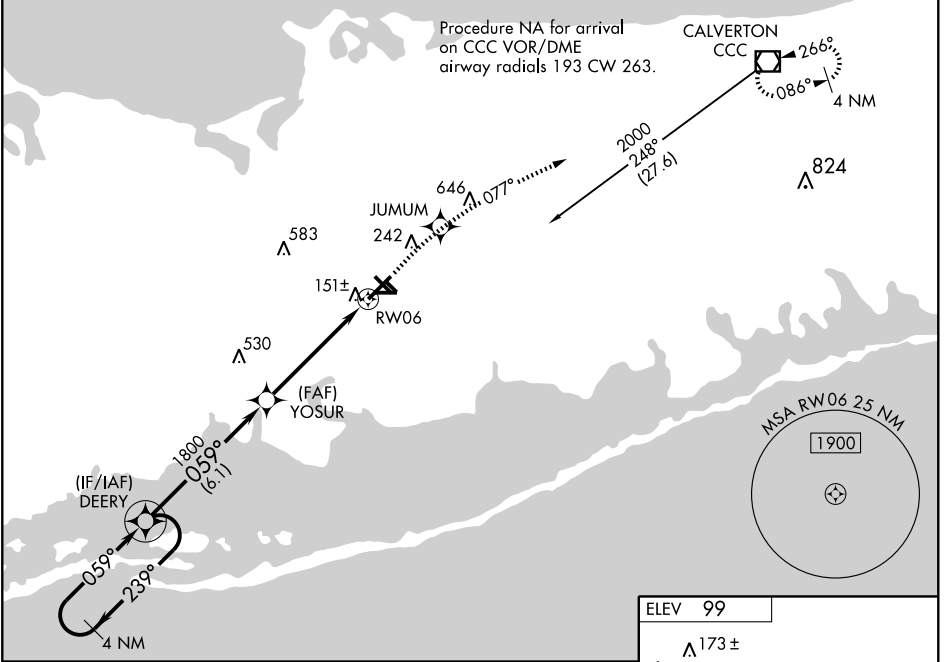 Procedure NA for arrival
on CCC VOR/DME
airway radials 193 CW 263.
CALVERTON
CCC
266°
086°
4 NM
2000
248°
(27.6)
824
646
077°
JUMUM
242
583
151±
RW06
530
(FAF)
YOSUR
1800
059°
(6.1)
(IF/IAF)
DEERY
059°
239°
4 NM
MSA RW06 25 NM
1900
ELEV 99
173±